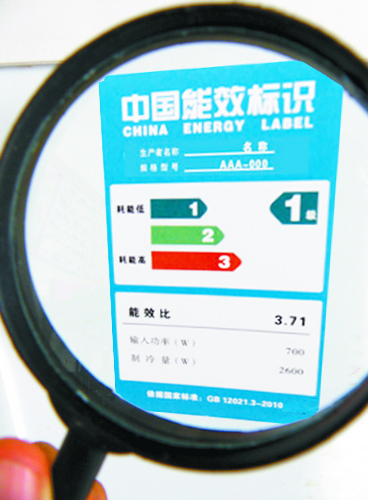 中国能效标识
CHINA ENERGY LABEL
生产者名称 名称
规格型号 AAA-000
耗能低 1 1级
2
耗能高 3
能效比 3.71
输入功率(W) 700
制冷量(W) 2600
依据国家标准:GB 12021.3-2010